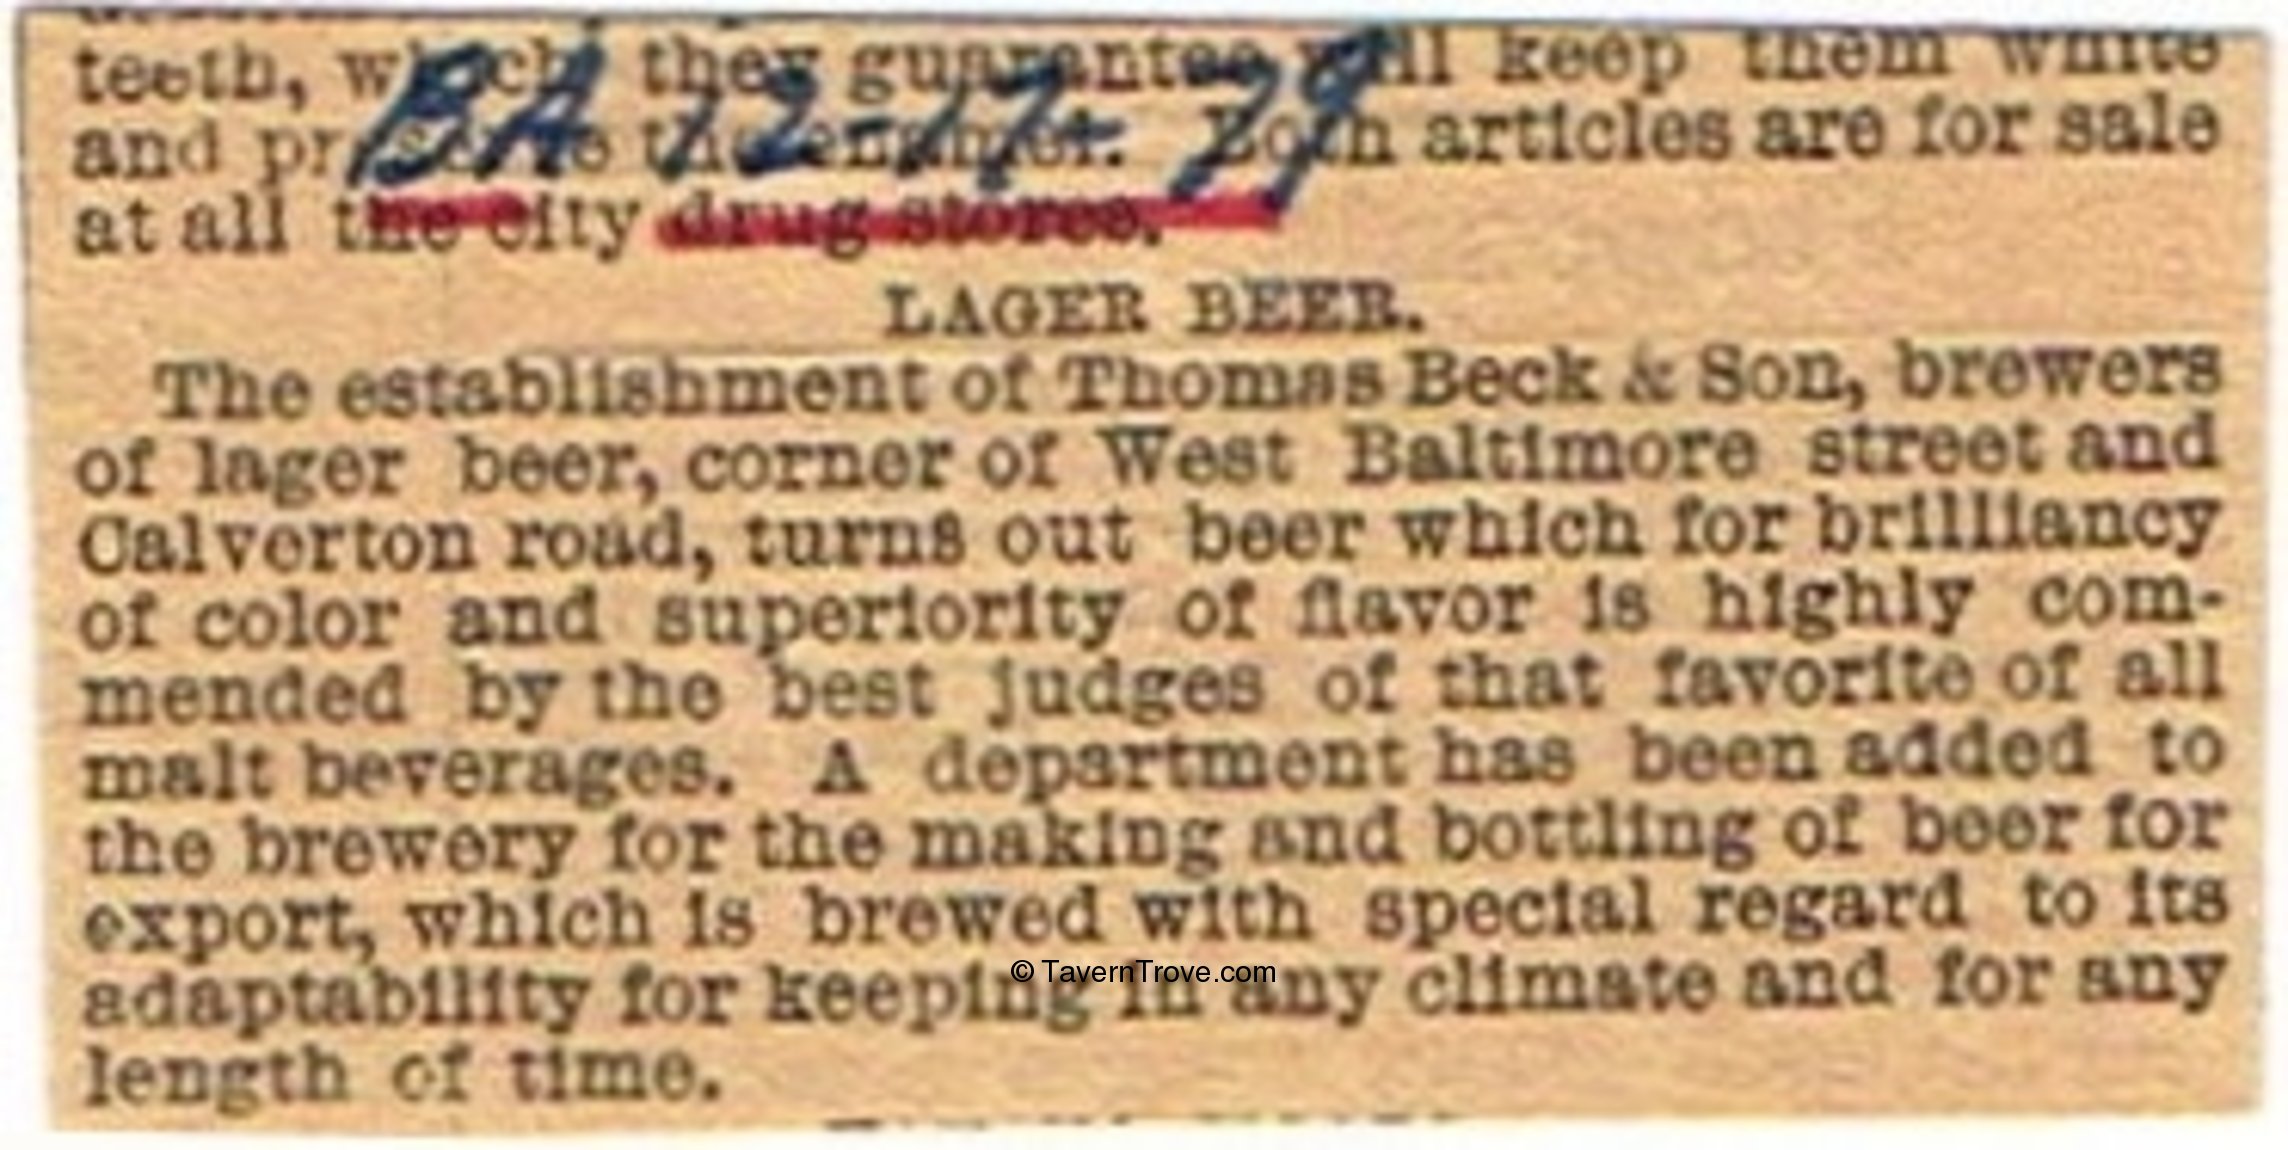 teeth, which they guarantee will keep them white
BA 12-17-79
and preserve the enamel. Both articles are for sale
at all the city drug stores.
LAGER BEER.
The establishment of Thomas Beck & Son, brewers
of lager beer, corner of West Baltimore street and
Calverton road, turns out beer which for brilliancy
of color and superiority of flavor is highly com-
mended by the best judges of that favorite of all
malt beverages. A department has been added to
the brewery for the making and bottling of beer for
export, which is brewed with special regard to its
adaptability for keeping in any climate and for any
© TavernTrove.com
length of time.